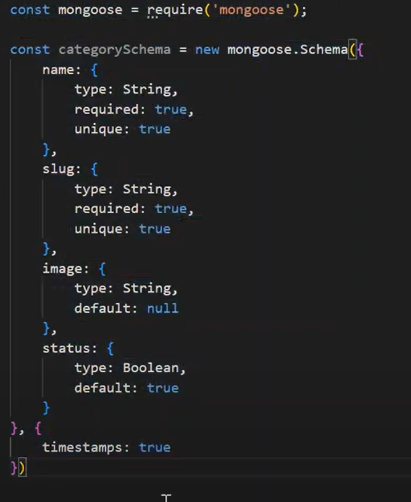 const mongoose = require('mongoose');

const categorySchema = new mongoose.Schema({
    name: {
        type: String,
        required: true,
        unique: true
    },
    slug: {
        type: String,
        required: true,
        unique: true
    },
    image: {
        type: String,
        default: null
    },
    status: {
        type: Boolean,
        default: true
    }
}, {
    timestamps: true
})